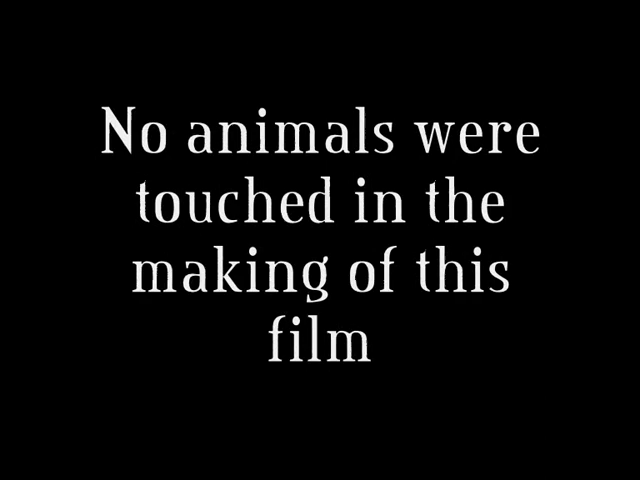 No animals were
touched in the
making of this
film